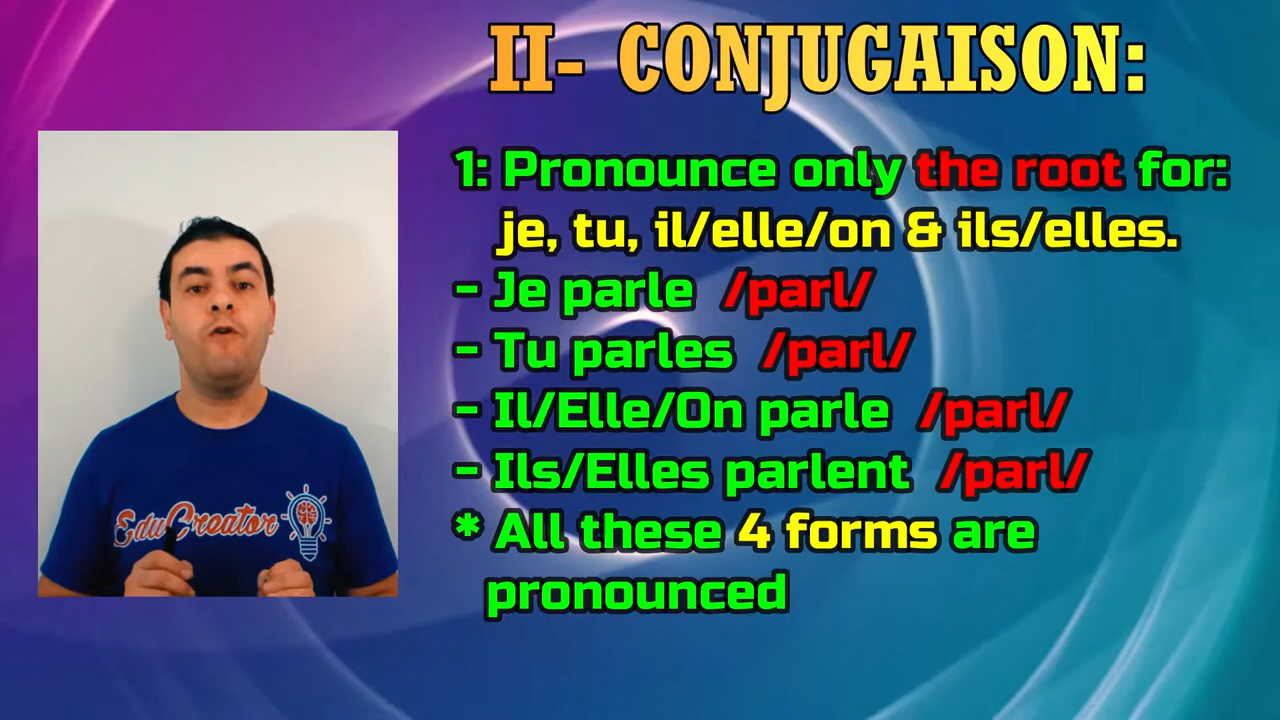 II- CONJUGAISON:
1: Pronounce only the root for:
je, tu, il/elle/on & ils/elles.
- Je parle /parl/
- Tu parles /parl/
- Il/Elle/On parle /parl/
- Ils/Elles parlent /parl/
* All these 4 forms are
pronounced
EduCreator